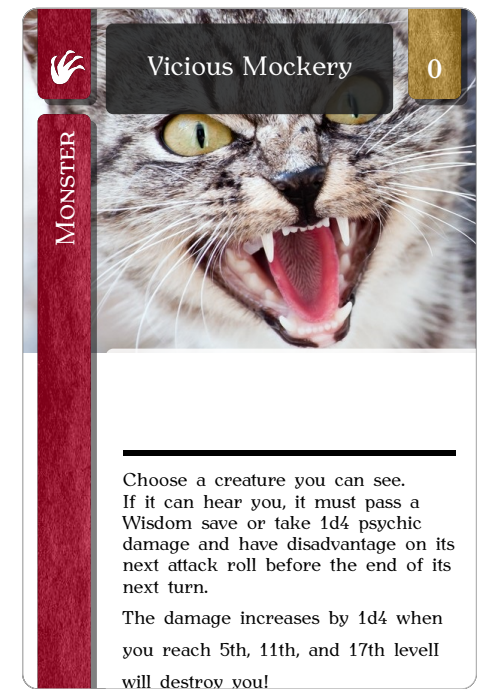 Vicious Mockery
0
Monster
Choose a creature you can see.
If it can hear you, it must pass a
Wisdom save or take 1d4 psychic
damage and have disadvantage on its
next attack roll before the end of its
next turn.
The damage increases by 1d4 when
you reach 5th, 11th, and 17th levelI
will destroy you!